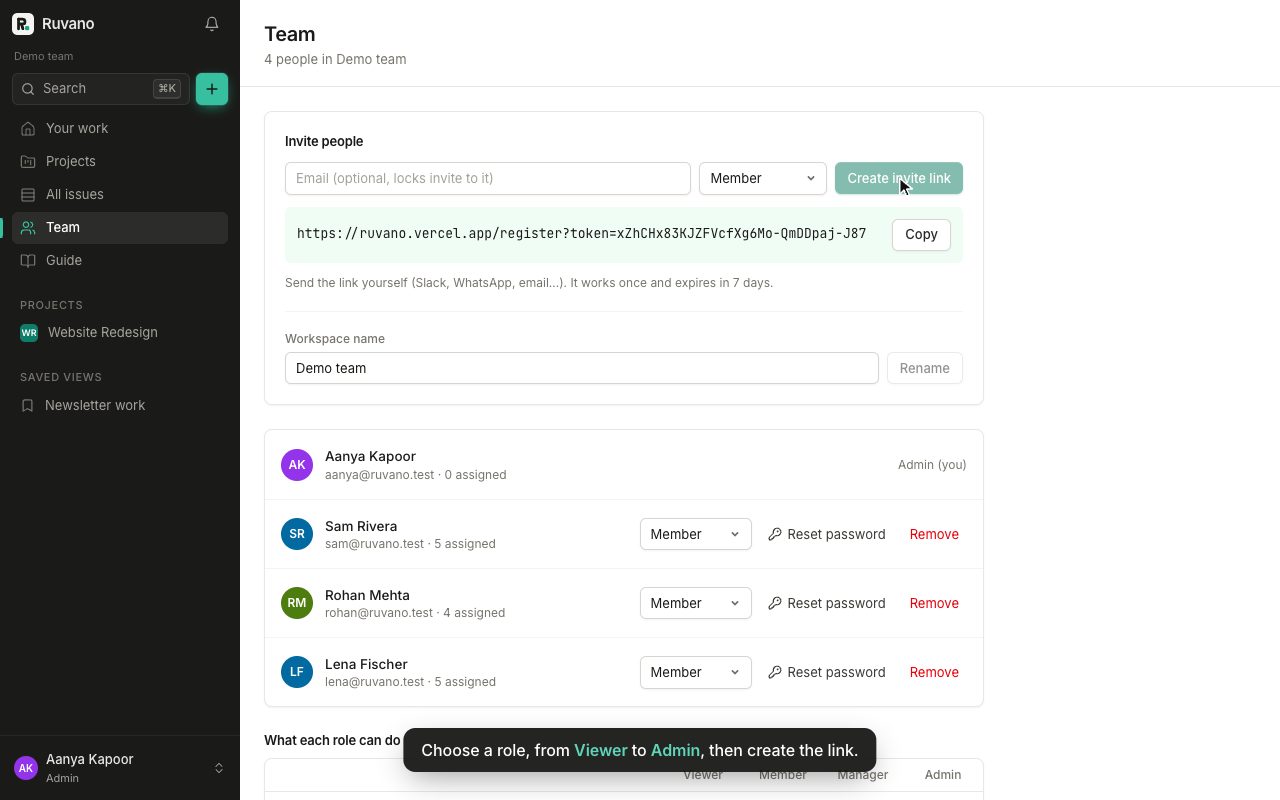 R. Ruvano
Demo team
Search ⌘K
Your work
Projects
All issues
Team
Guide
PROJECTS
WR Website Redesign
SAVED VIEWS
Newsletter work
AK Aanya Kapoor
Admin
Team
4 people in Demo team
Invite people
Email (optional, locks invite to it) Member Create invite link
https://ruvano.vercel.app/register?token=xZhCHx83KJZFVcfXg6Mo-QmDDpaj-J87 Copy
Send the link yourself (Slack, WhatsApp, email…). It works once and expires in 7 days.
Workspace name
Demo team Rename
AK Aanya Kapoor Admin (you)
aanya@ruvano.test · 0 assigned
SR Sam Rivera Member Reset password Remove
sam@ruvano.test · 5 assigned
RM Rohan Mehta Member Reset password Remove
rohan@ruvano.test · 4 assigned
LF Lena Fischer Member Reset password Remove
lena@ruvano.test · 5 assigned
What each role can do
Choose a role, from Viewer to Admin, then create the link.
Viewer Member Manager Admin